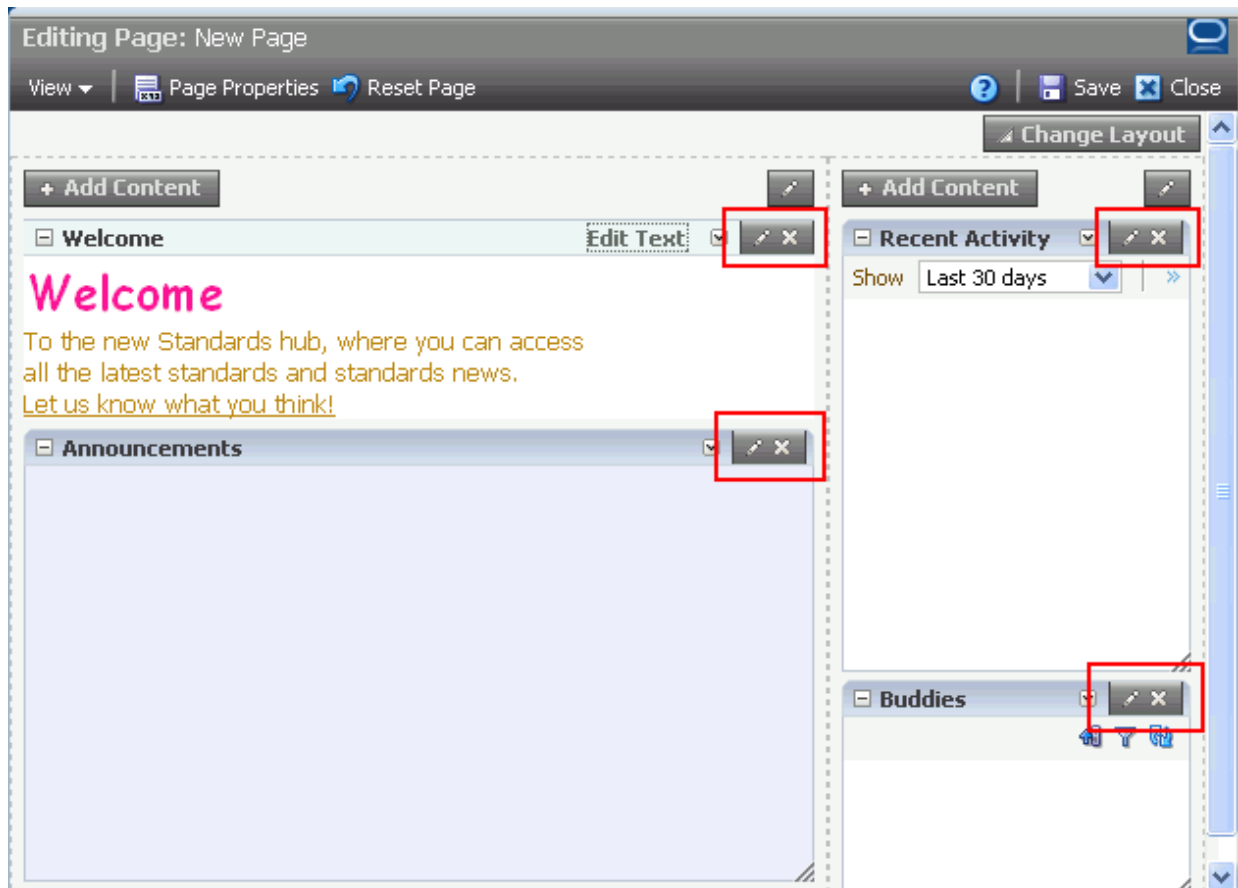 Editing Page: New Page
View Page Properties Reset Page Save Close
Change Layout
+ Add Content
Welcome Edit Text
Welcome
To the new Standards hub, where you can access
all the latest standards and standards news.
Let us know what you think!
Announcements
+ Add Content
Recent Activity
Show Last 30 days »
Buddies